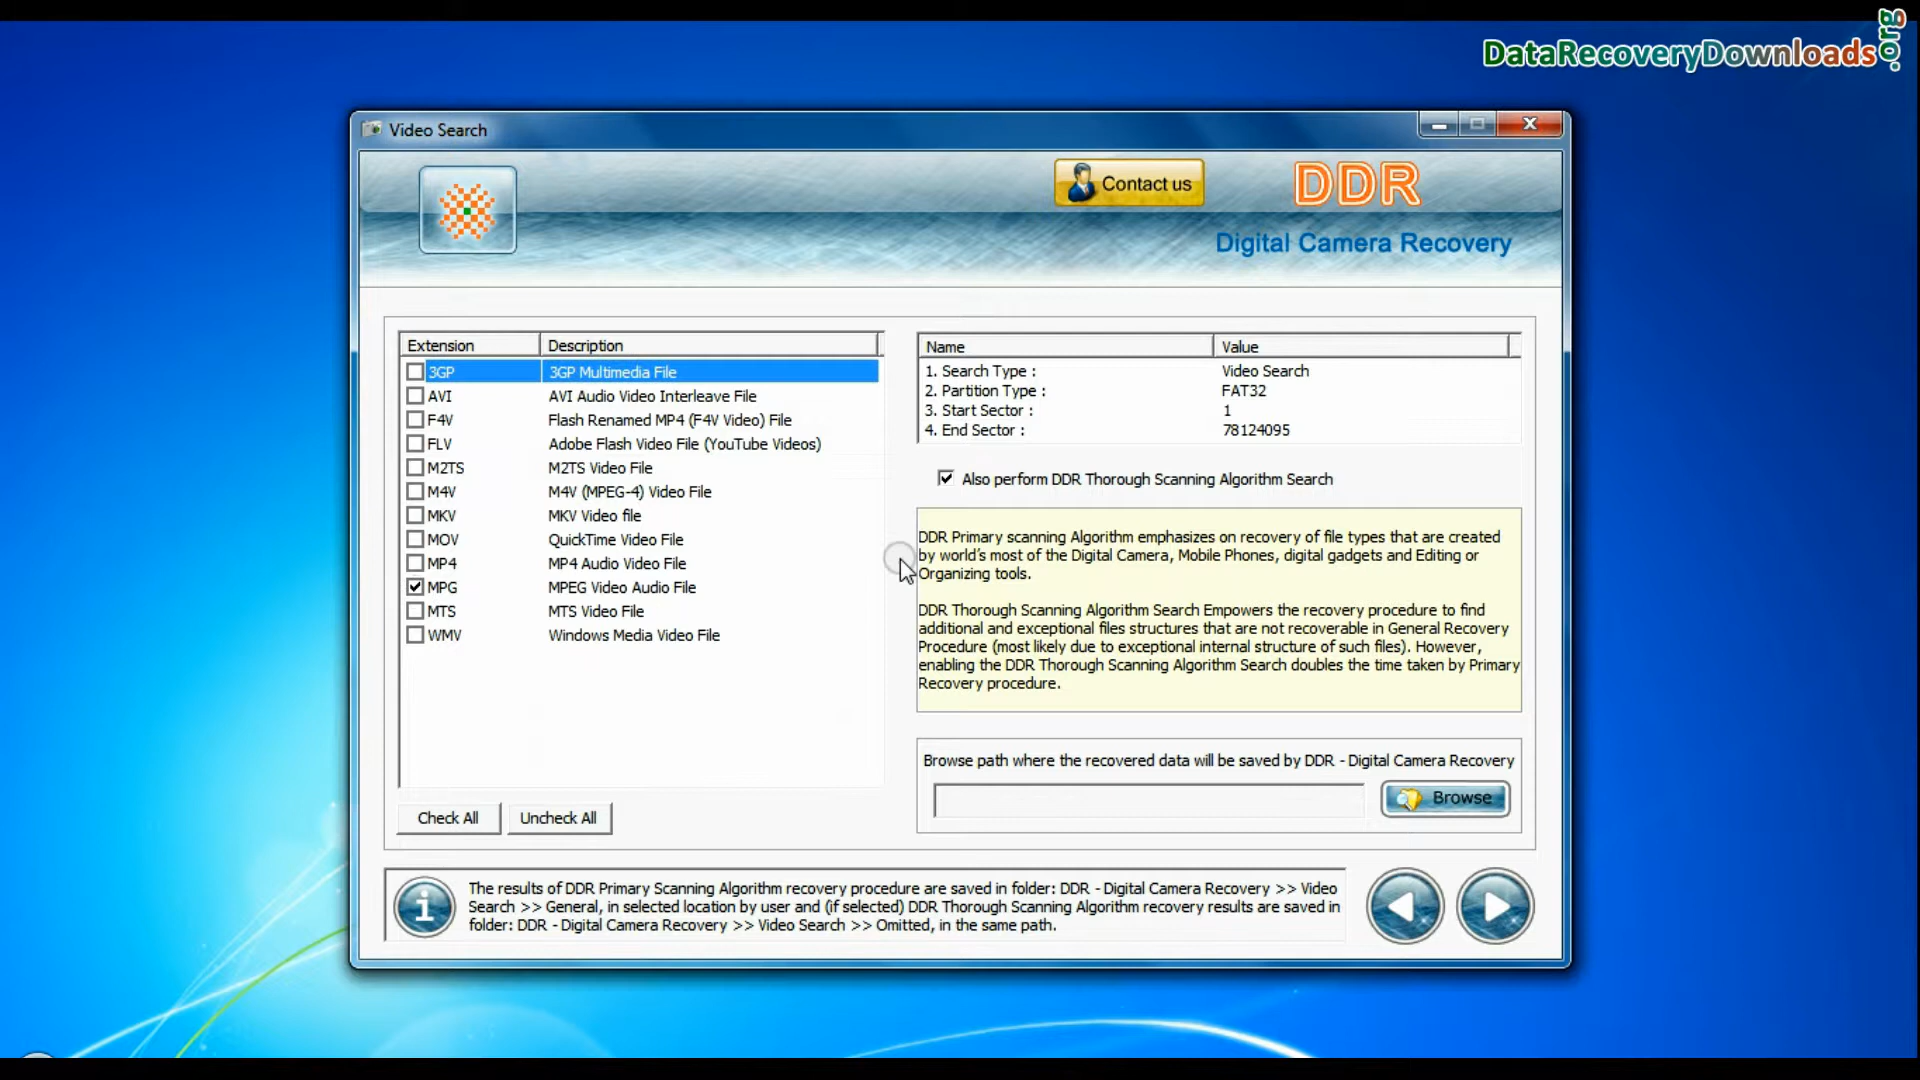 DataRecoveryDownloads.org
Video Search
Contact us
DDR
Digital Camera Recovery
Extension Description
3GP 3GP Multimedia File
AVI AVI Audio Video Interleave File
F4V Flash Renamed MP4 (F4V Video) File
FLV Adobe Flash Video File (YouTube Videos)
M2TS M2TS Video File
M4V M4V (MPEG-4) Video File
MKV MKV Video file
MOV QuickTime Video File
MP4 MP4 Audio Video File
MPG MPEG Video Audio File
MTS MTS Video File
WMV Windows Media Video File
Check All Uncheck All
Name Value
1. Search Type : Video Search
2. Partition Type : FAT32
3. Start Sector : 1
4. End Sector : 78124095
Also perform DDR Thorough Scanning Algorithm Search
DDR Primary scanning Algorithm emphasizes on recovery of file types that are created
by world's most of the Digital Camera, Mobile Phones, digital gadgets and Editing or
Organizing tools.
DDR Thorough Scanning Algorithm Search Empowers the recovery procedure to find
additional and exceptional files structures that are not recoverable in General Recovery
Procedure (most likely due to exceptional internal structure of such files). However,
enabling the DDR Thorough Scanning Algorithm Search doubles the time taken by Primary
Recovery procedure.
Browse path where the recovered data will be saved by DDR - Digital Camera Recovery
Browse
The results of DDR Primary Scanning Algorithm recovery procedure are saved in folder: DDR - Digital Camera Recovery >> Video
Search >> General, in selected location by user and (if selected) DDR Thorough Scanning Algorithm recovery results are saved in
folder: DDR - Digital Camera Recovery >> Video Search >> Omitted, in the same path.